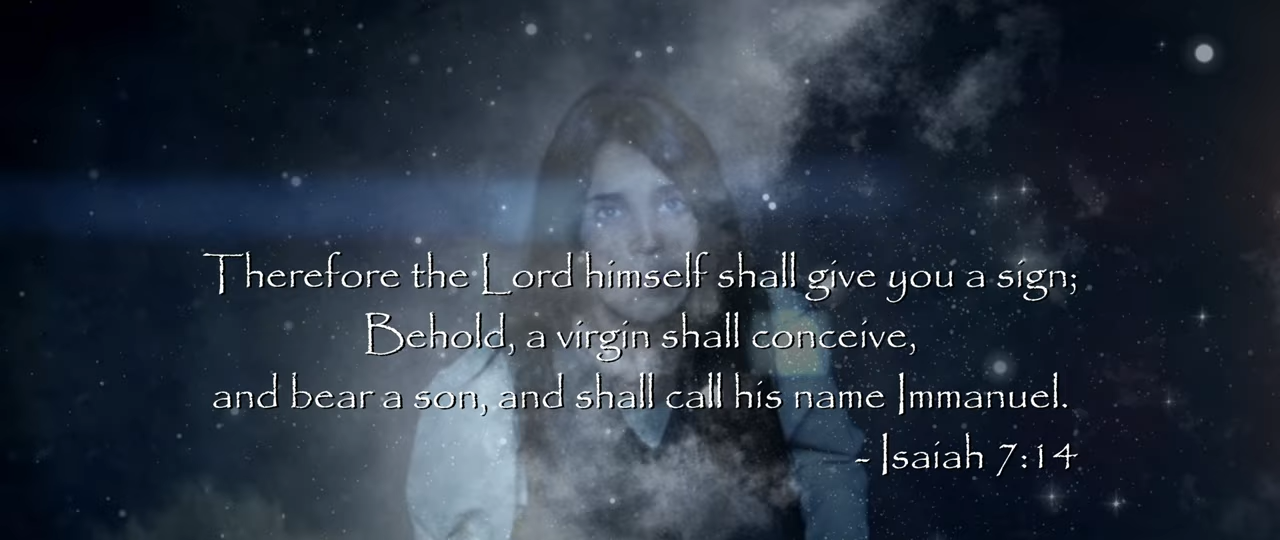 Therefore the Lord himself shall give you a sign;
Behold, a virgin shall conceive,
and bear a son, and shall call his name Immanuel.
- Isaiah 7:14